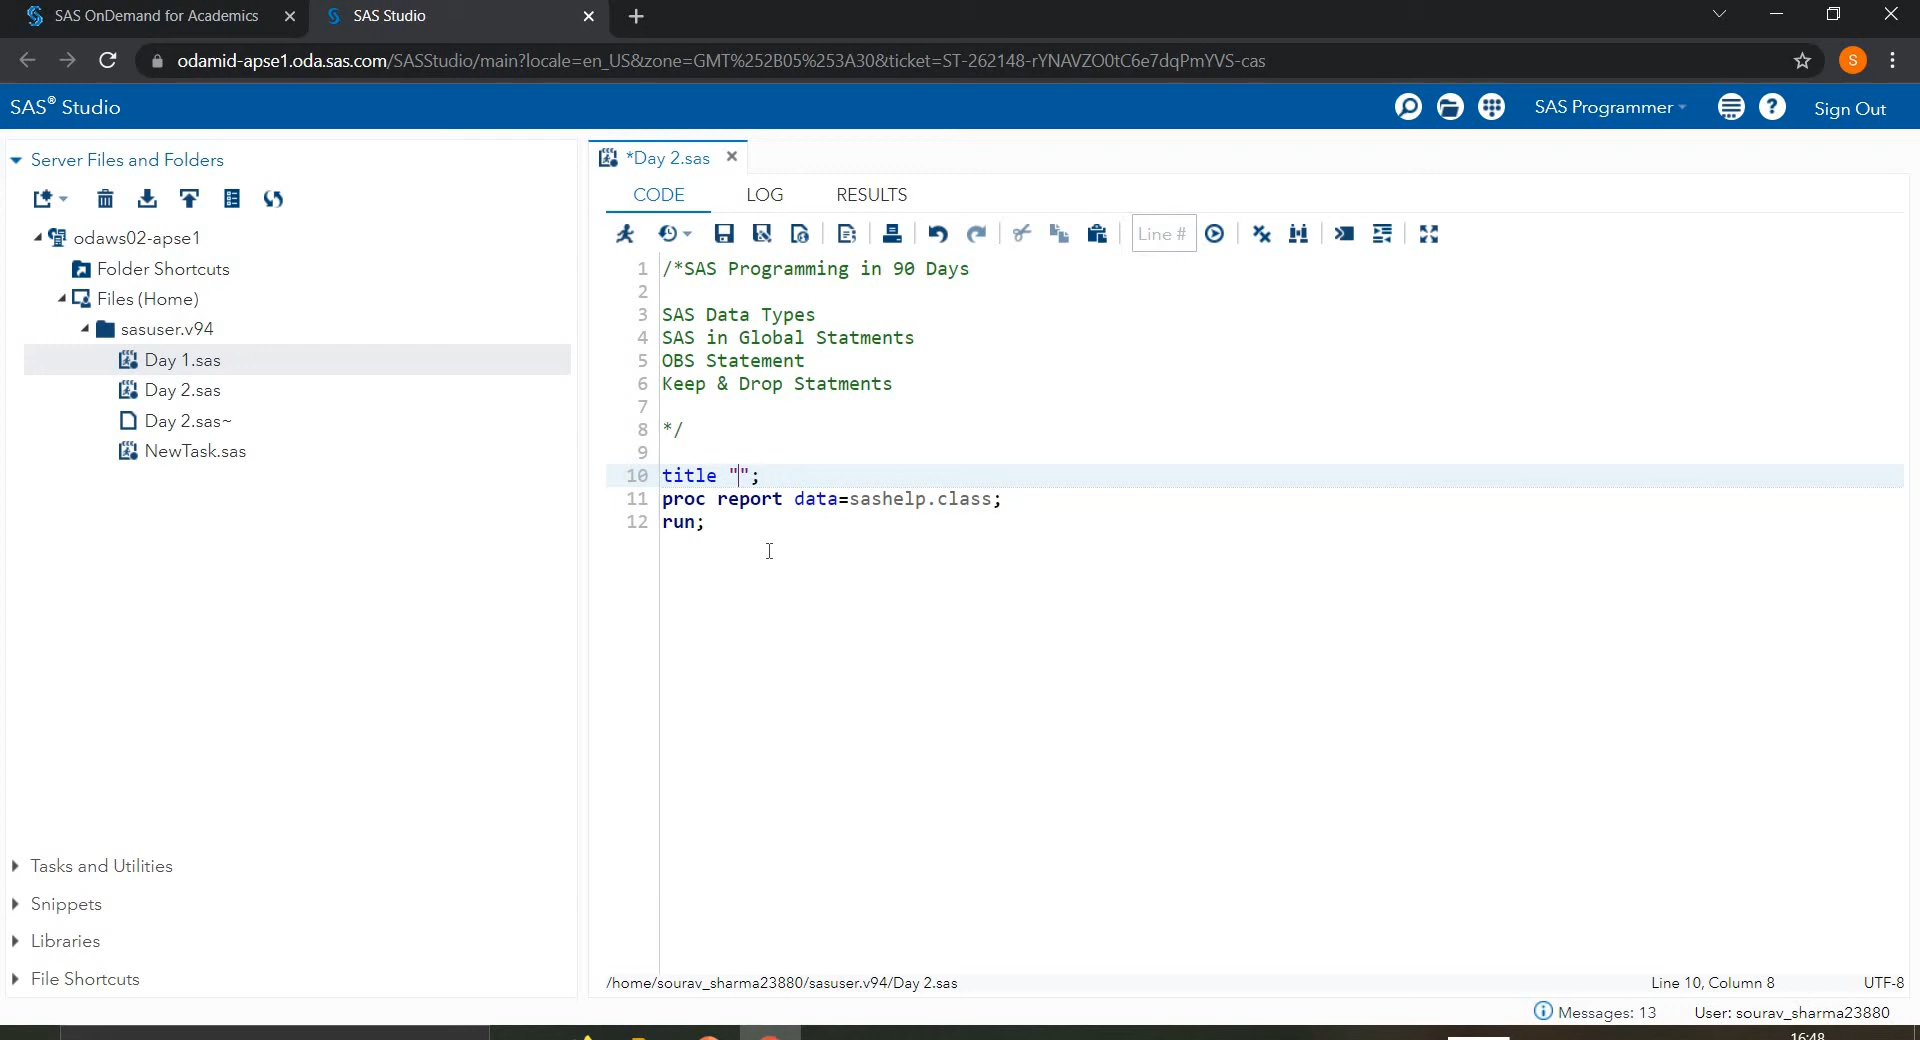 SAS OnDemand for Academics
SAS Studio
odamid-apse1.oda.sas.com/SASStudio/main?locale=en_US&zone=GMT%252B05%253A30&ticket=ST-262148-rYNAVZO0tC6e7dqPmYVS-cas
S
SAS® Studio
SAS Programmer
Sign Out
Server Files and Folders
odaws02-apse1
Folder Shortcuts
Files (Home)
sasuser.v94
Day 1.sas
Day 2.sas
Day 2.sas~
NewTask.sas
Tasks and Utilities
Snippets
Libraries
File Shortcuts
*Day 2.sas
CODE LOG RESULTS
Line #
1 /*SAS Programming in 90 Days
2
3 SAS Data Types
4 SAS in Global Statments
5 OBS Statement
6 Keep & Drop Statments
7
8 */
9
10 title "";
11 proc report data=sashelp.class;
12 run;
/home/sourav_sharma23880/sasuser.v94/Day 2.sas
Line 10, Column 8
UTF-8
Messages: 13
User: sourav_sharma23880
16:48